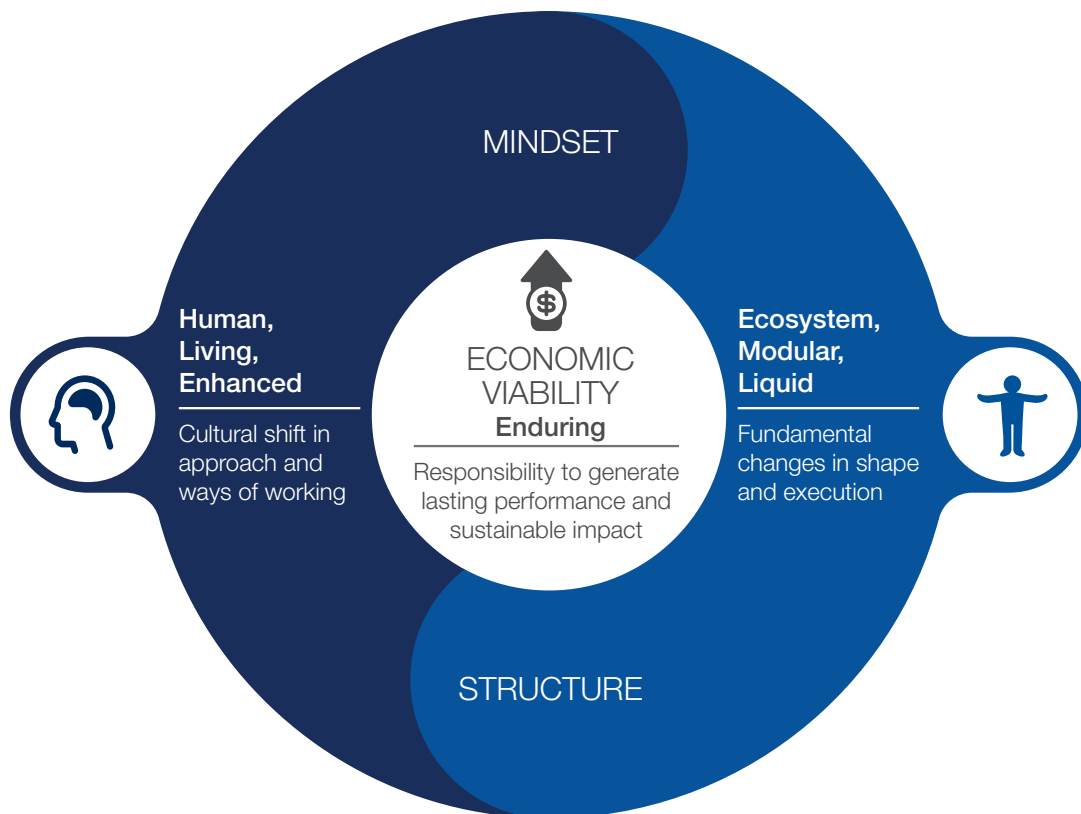 MINDSET
Human,
Living,
Enhanced
Cultural shift in
approach and
ways of working
$
ECONOMIC
VIABILITY
Enduring
Responsibility to generate
lasting performance and
sustainable impact
Ecosystem,
Modular,
Liquid
Fundamental
changes in shape
and execution
STRUCTURE